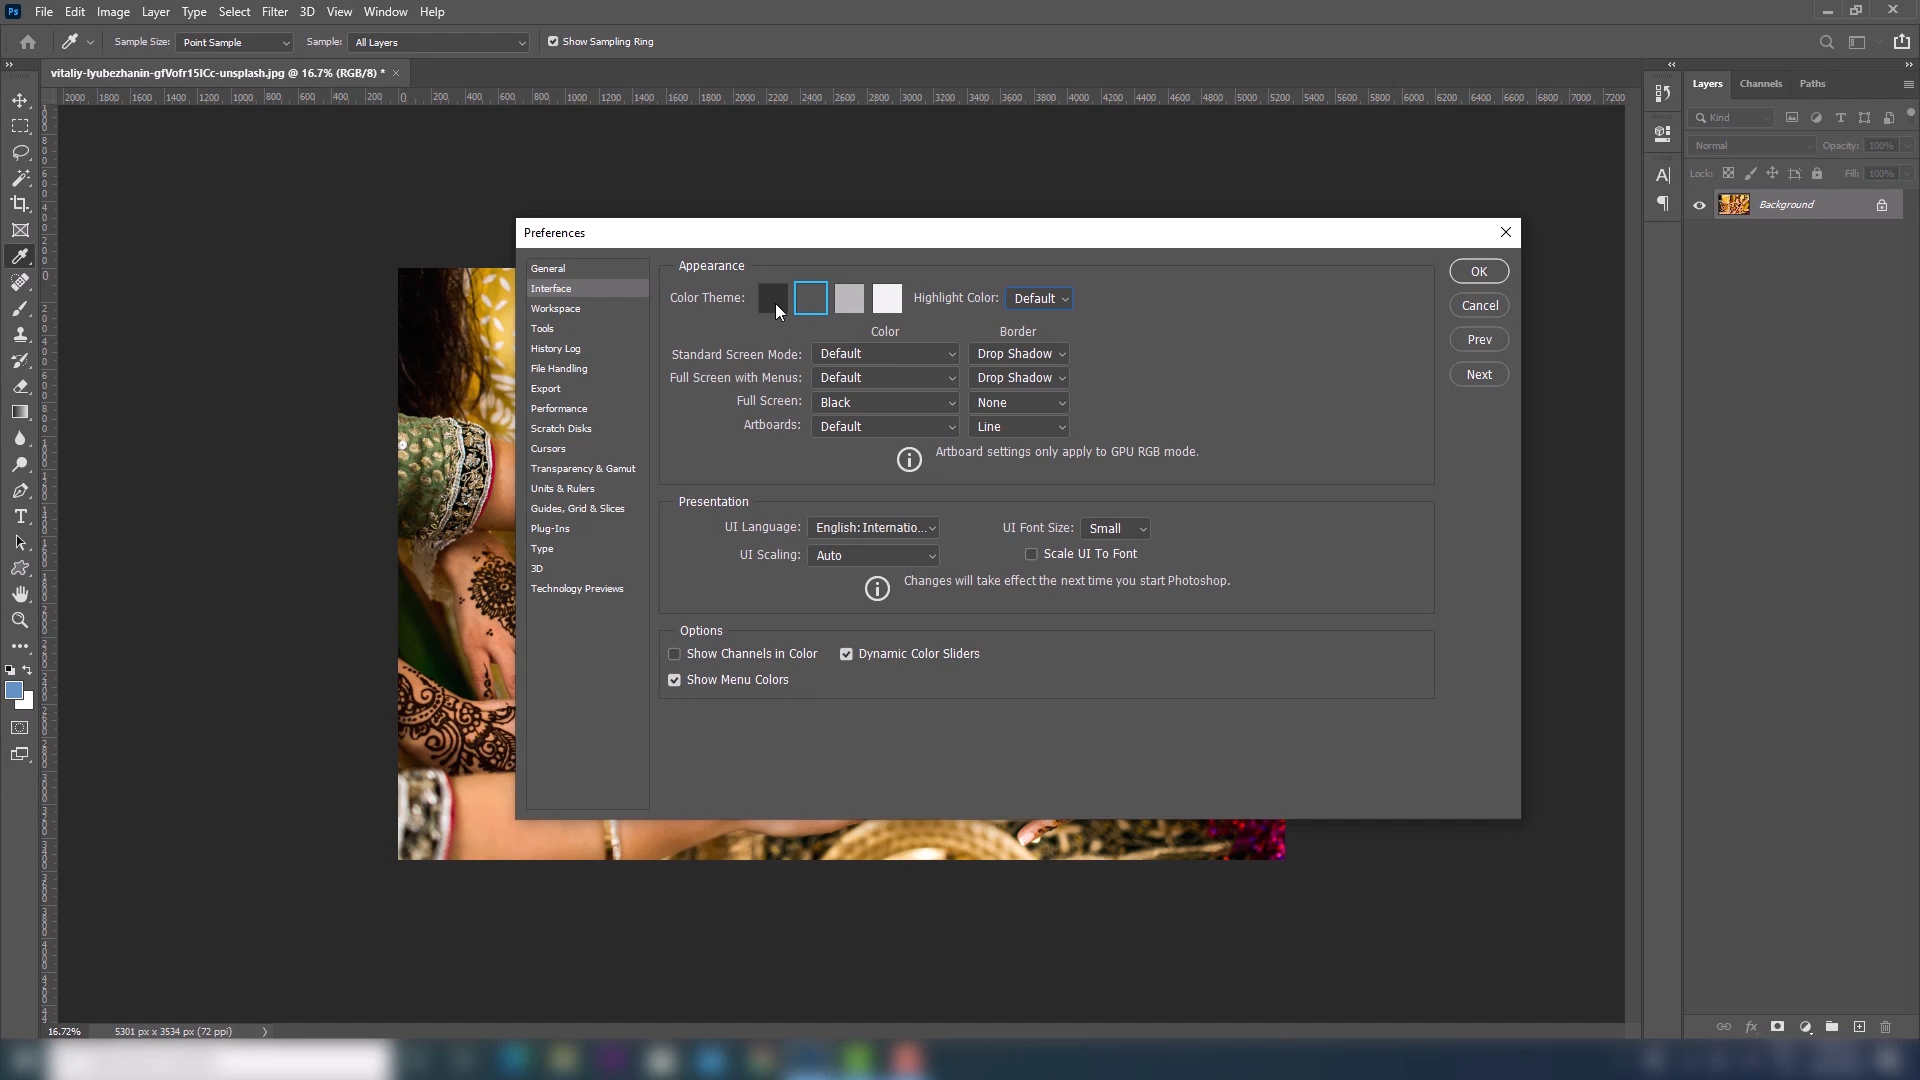 Ps File Edit Image Layer Type Select Filter 3D View Window Help
Sample Size: Point Sample Sample: All Layers Show Sampling Ring
vitaliy-lyubezhanin-gfVofr15lCc-unsplash.jpg @ 16.7% (RGB/8) *
2000 1800 1600 1400 1200 1000 800 600 400 200 0 200 400 600 800 1000 1200 1400 1600 1800 2000 2200 2400 2600 2800 3000 3200 3400 3600 3800 4000 4200 4400 4600 4800 5000 5200 5400 5600 5800 6000 6200 6400 6600 6800 7000 7200
Layers Channels Paths
Kind
Normal Opacity: 100%
Lock: Fill: 100%
Background
Preferences
General
Interface
Workspace
Tools
History Log
File Handling
Export
Performance
Scratch Disks
Cursors
Transparency & Gamut
Units & Rulers
Guides, Grid & Slices
Plug-Ins
Type
3D
Technology Previews
Appearance
Color Theme: Highlight Color: Default
Color Border
Standard Screen Mode: Default Drop Shadow
Full Screen with Menus: Default Drop Shadow
Full Screen: Black None
Artboards: Default Line
Artboard settings only apply to GPU RGB mode.
Presentation
UI Language: English: Internatio... UI Font Size: Small
UI Scaling: Auto Scale UI To Font
Changes will take effect the next time you start Photoshop.
Options
Show Channels in Color Dynamic Color Sliders
Show Menu Colors
OK
Cancel
Prev
Next
16.72% 5301 px x 3534 px (72 ppi)